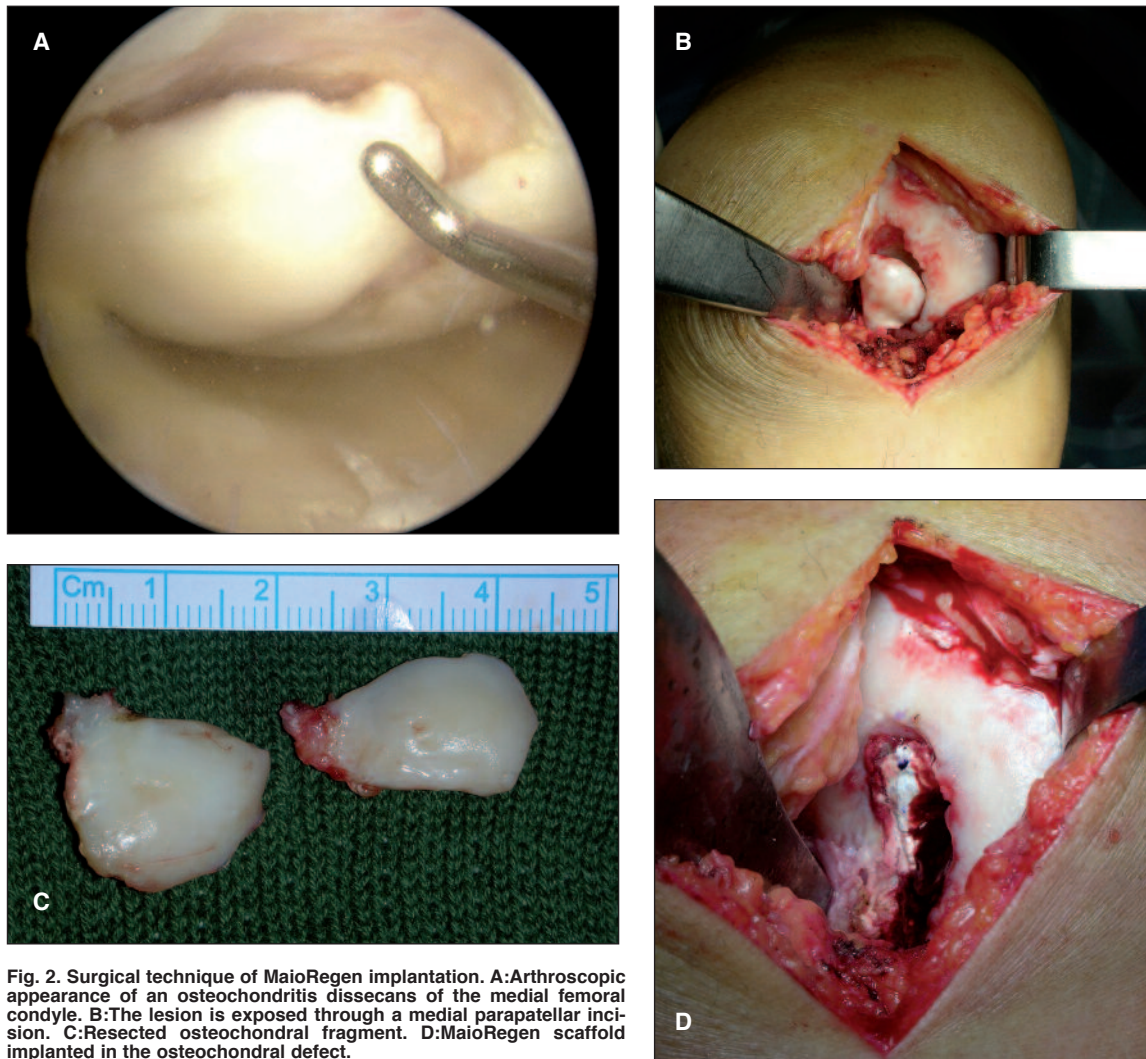 A
B
Cm 1 2 3 4 5
C
D
Fig. 2. Surgical technique of MaioRegen implantation. A:Arthroscopic
appearance of an osteochondritis dissecans of the medial femoral
condyle. B:The lesion is exposed through a medial parapatellar inci-
sion. C:Resected osteochondral fragment. D:MaioRegen scaffold
implanted in the osteochondral defect.